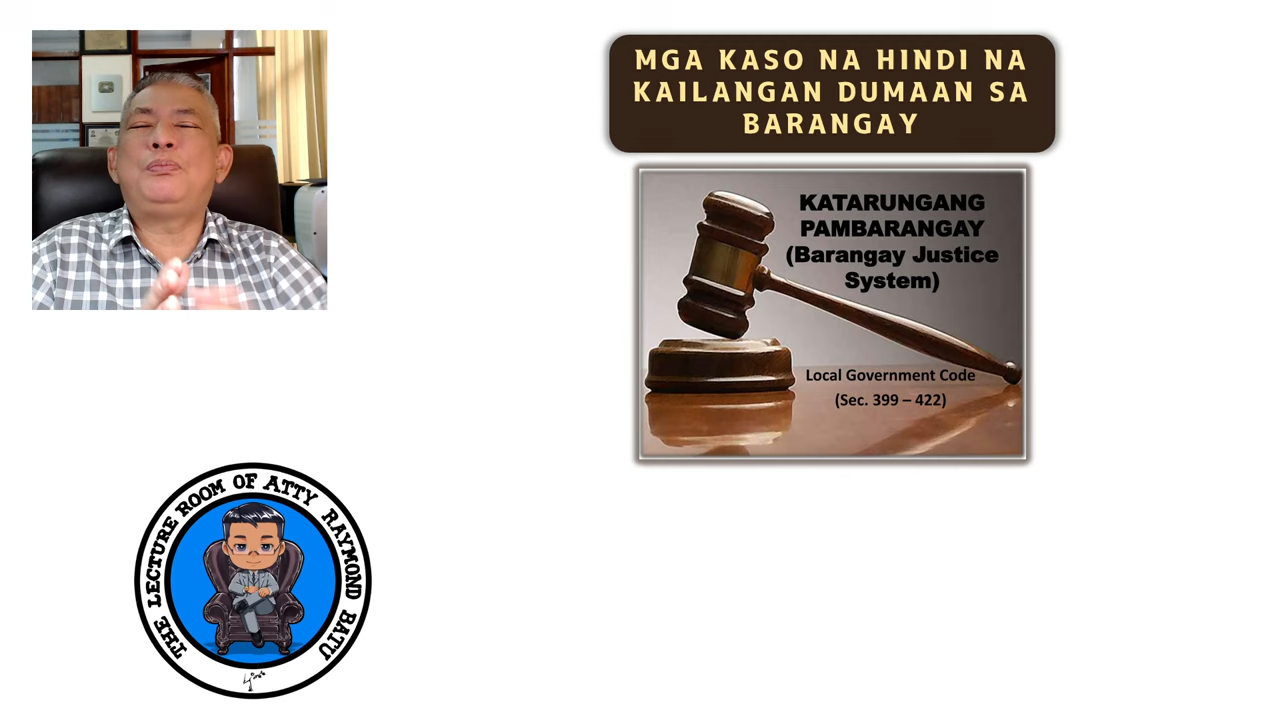 MGA KASO NA HINDI NA
KAILANGAN DUMAAN SA
BARANGAY
KATARUNGANG
PAMBARANGAY
(Barangay Justice
System)
Local Government Code
(Sec. 399 – 422)
THE LECTURE ROOM OF ATTY RAYMOND BATU